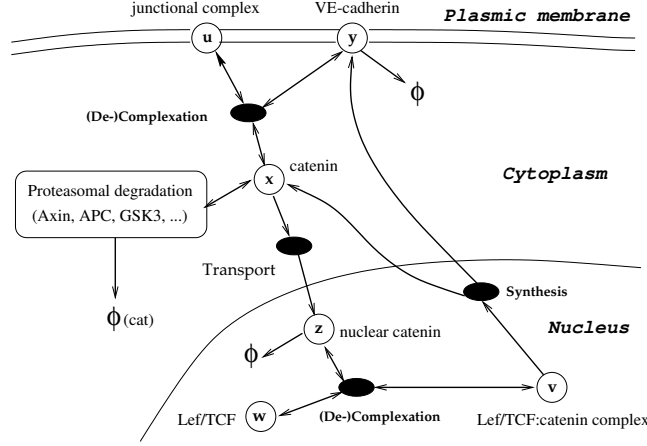 junctional complex
VE-cadherin
Plasmic membrane
u
y
ϕ
(De-)Complexation
catenin
Cytoplasm
x
Proteasomal degradation
(Axin, APC, GSK3, ...)
Transport
Synthesis
ϕ(cat)
z
nuclear catenin
Nucleus
ϕ
v
w
Lef/TCF
(De-)Complexation
Lef/TCF:catenin complex